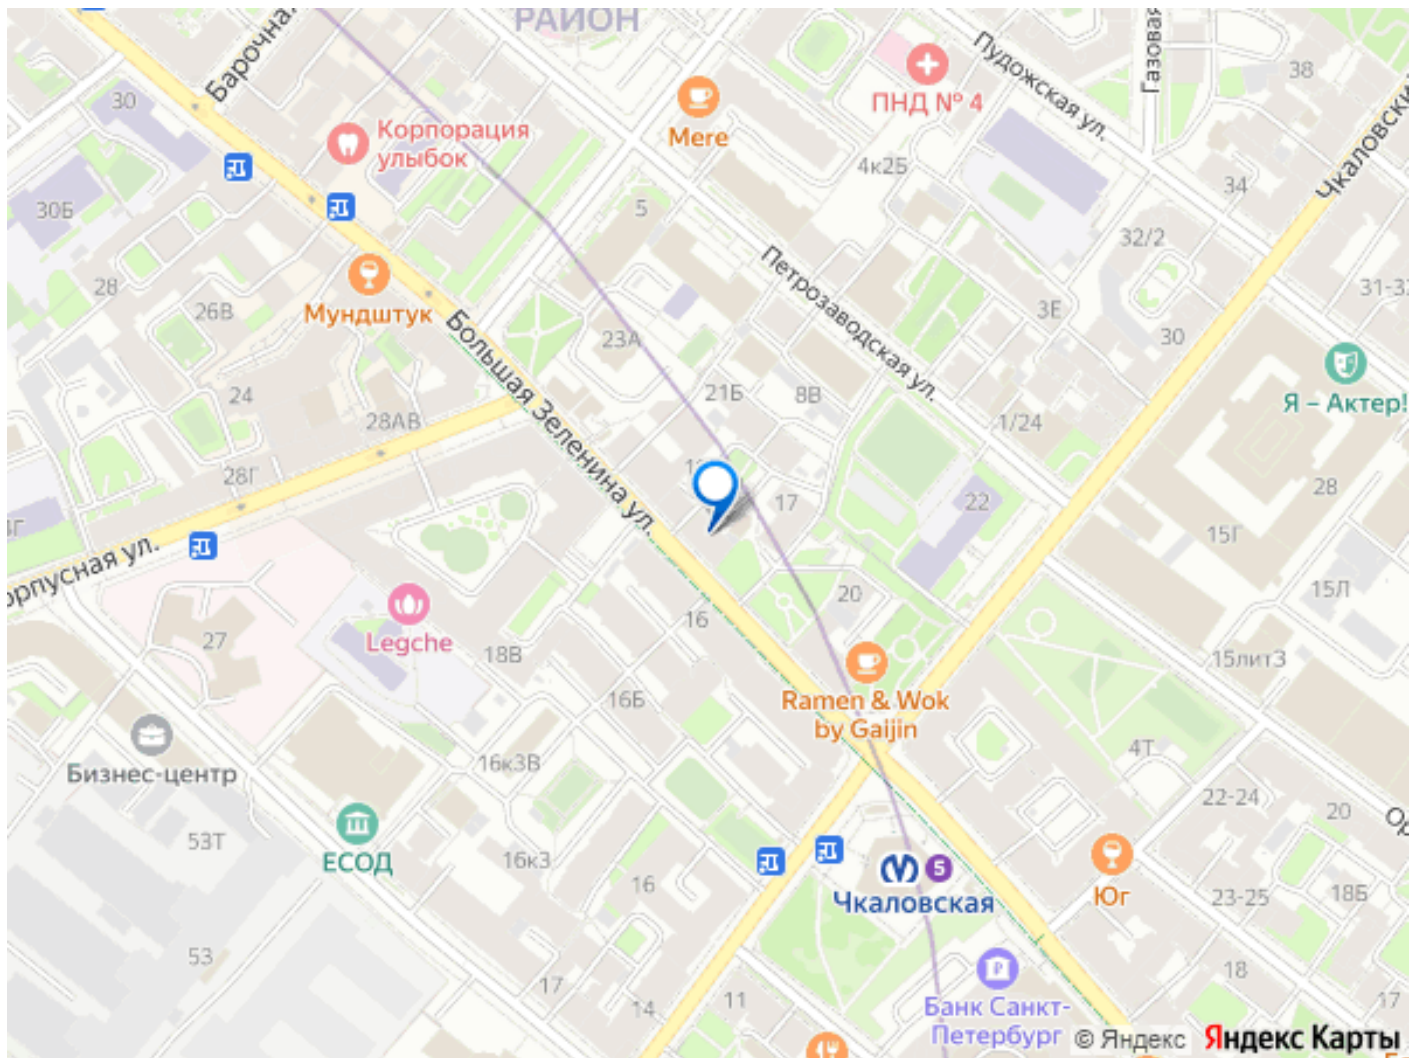 РАЙОН
Барочная
30
Корпорация
улыбок
Mere
ПНД № 4
Пудожская ул.
Газовая
38
Чкаловский
4к2Б
34
30Б
5
32/2
28
26В
Мундштук
Петрозаводская ул.
3Е
30
31-33
23А
Большая Зеленина ул.
24
28АВ
21Б
8В
1/24
Я – Актер!
28Г
17
22
28
15Г
орпусная ул.
27
Legche
18В
16
20
15Л
15лит3
16Б
Ramen & Wok
by Gaijin
Бизнес-центр
16к3В
4Т
22-24
20
53Т
ЕСОД
16к3
16
Чкаловская
5
Юг
23-25
18Б
53
17
14
11
18
17
Банк Санкт-
Петербург
© Яндекс
Яндекс Карты